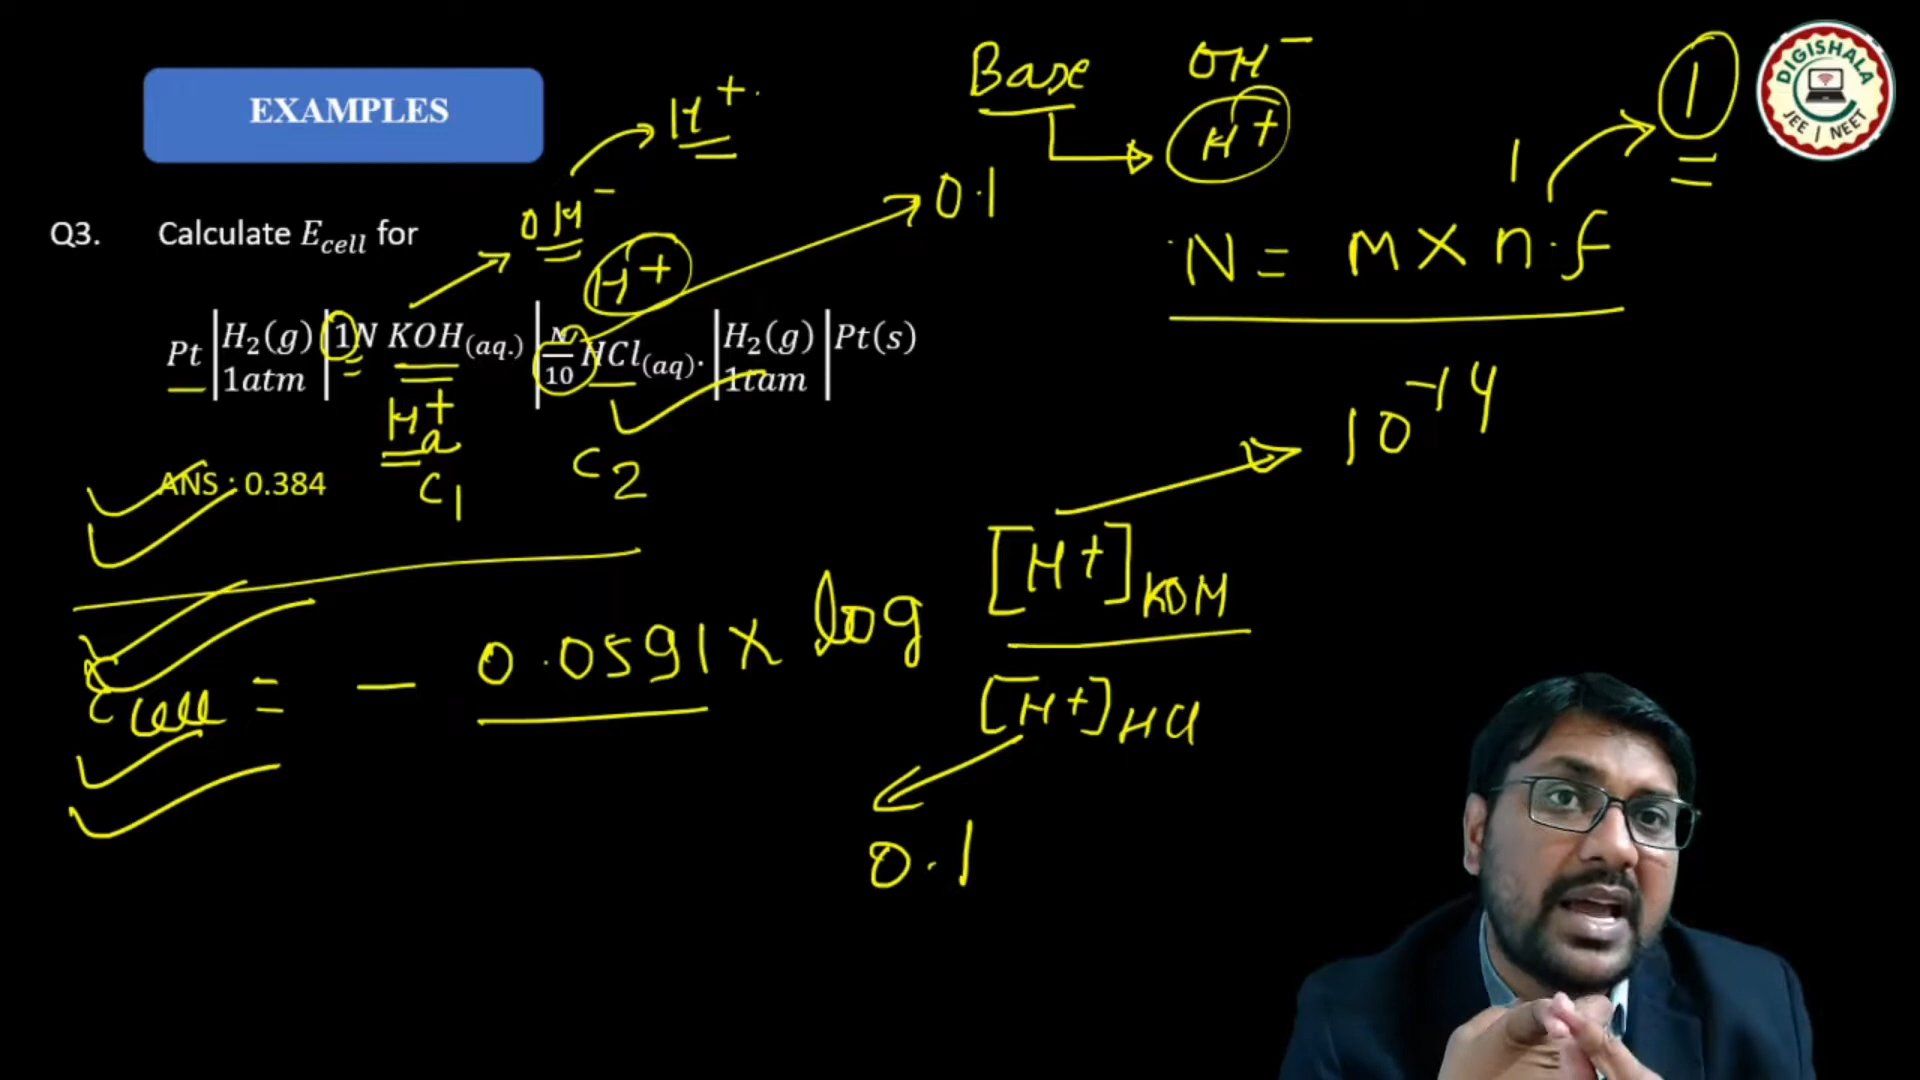 EXAMPLES
Base OH⁻
H⁺
H⁺
1
DIGISHALA
JEE | NEET
OH⁻
0.1
1
Q3. Calculate E_cell for
H⁺
N = M X n.f
Pt | H₂(g) 1atm | 1N KOH(aq.) | N/10 HCl(aq). | H₂(g) 1tam | Pt(s)
H⁺
a
C₁
C₂
10⁻¹⁴
ANS : 0.384
Ecell = - 0.0591 X log [H⁺]KOH / [H⁺]HCl
0.1